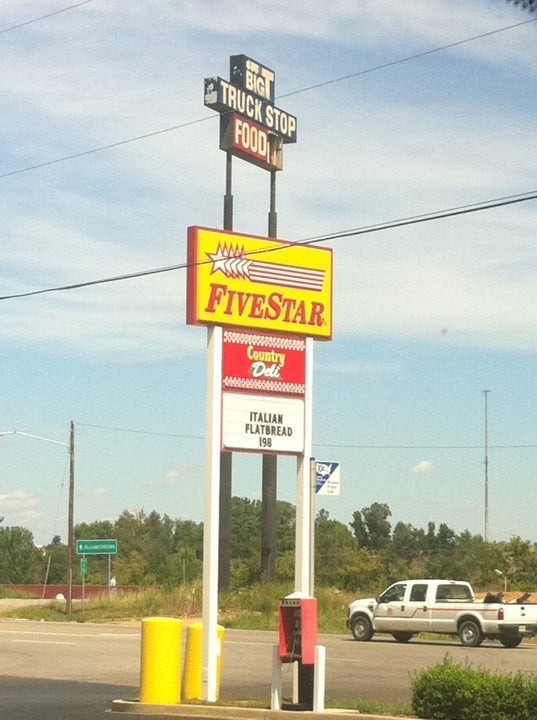 BIG T
TRUCK STOP
FOOD
FIVESTAR
Country
Deli
ITALIAN
FLATBREAD
198